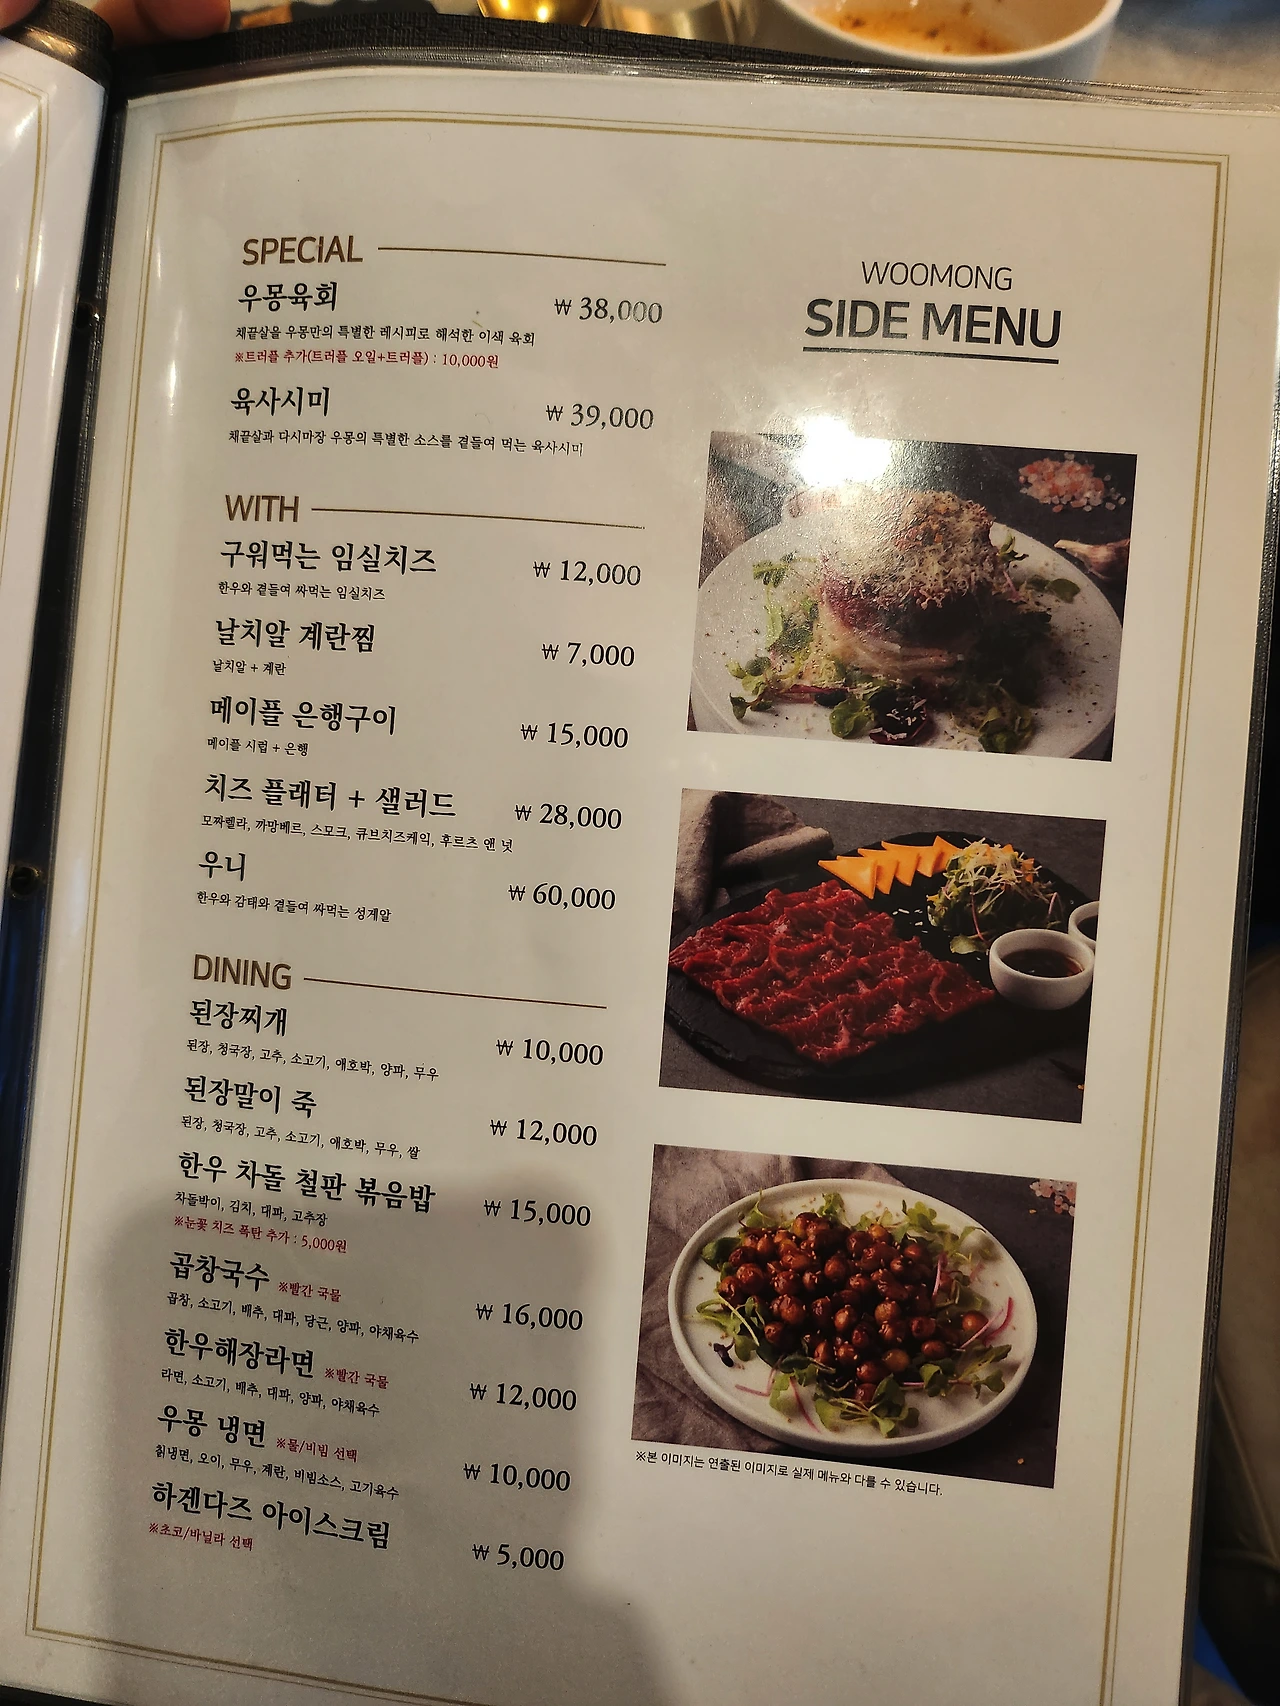 SPECIAL
우몽육회 ₩ 38,000
채끝살을 우몽만의 특별한 레시피로 해석한 이색 육회
※트러플 추가(트러플 오일+트러플) : 10,000원
육사시미 ₩ 39,000
채끝살과 다시마장 우몽의 특별한 소스를 곁들여 먹는 육사시미
WITH
구워먹는 임실치즈 ₩ 12,000
한우와 곁들여 싸먹는 임실치즈
날치알 계란찜 ₩ 7,000
날치알 + 계란
메이플 은행구이 ₩ 15,000
메이플 시럽 + 은행
치즈 플래터 + 샐러드 ₩ 28,000
모짜렐라, 까망베르, 스모크, 큐브치즈케익, 후르츠 앤 넛
우니 ₩ 60,000
한우와 감태와 곁들여 싸먹는 성게알
DINING
된장찌개 ₩ 10,000
된장, 청국장, 고추, 소고기, 애호박, 양파, 무우
된장말이 죽 ₩ 12,000
된장, 청국장, 고추, 소고기, 애호박, 무우, 쌀
한우 차돌 철판 볶음밥 ₩ 15,000
차돌박이, 김치, 대파, 고추장
※눈꽃 치즈 폭탄 추가 : 5,000원
곱창국수 ※빨간 국물 ₩ 16,000
곱창, 소고기, 배추, 대파, 당근, 양파, 야채육수
한우해장라면 ※빨간 국물 ₩ 12,000
라면, 소고기, 배추, 대파, 양파, 야채육수
우몽 냉면 ※물/비빔 선택 ₩ 10,000
칡냉면, 오이, 무우, 계란, 비빔소스, 고기육수
하겐다즈 아이스크림 ₩ 5,000
※초코/바닐라 선택
WOOMONG
SIDE MENU
※본 이미지는 연출된 이미지로 실제 메뉴와 다를 수 있습니다.